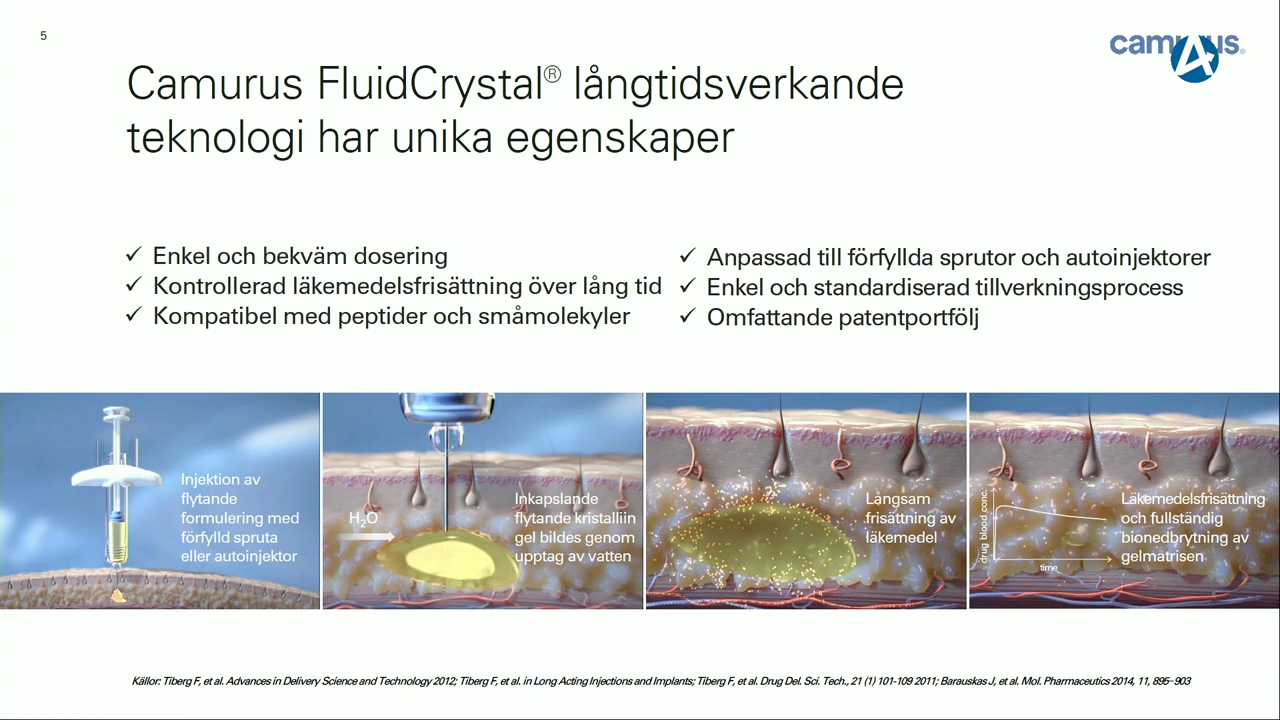 5
camurus.
Camurus FluidCrystal® långtidsverkande
teknologi har unika egenskaper
✓ Enkel och bekväm dosering
✓ Kontrollerad läkemedelsfrisättning över lång tid
✓ Kompatibel med peptider och småmolekyler
✓ Anpassad till förfyllda sprutor och autoinjektorer
✓ Enkel och standardiserad tillverkningsprocess
✓ Omfattande patentportfölj
Injektion av
flytande
formulering med
förfylld spruta
eller autoinjektor
H₂O
Inkapslande
flytande kristalliin
gel bildes genom
upptag av vatten
Långsam
frisättning av
läkemedel
drug blood conc.
time
Läkemedelsfrisättning
och fullständig
bionedbrytning av
gelmatrisen
Källor: Tiberg F, et al. Advances in Delivery Science and Technology 2012; Tiberg F, et al. in Long Acting Injections and Implants; Tiberg F, et al. Drug Del. Sci. Tech., 21 (1) 101-109 2011; Barauskas J, et al. Mol. Pharmaceutics 2014, 11, 895−903